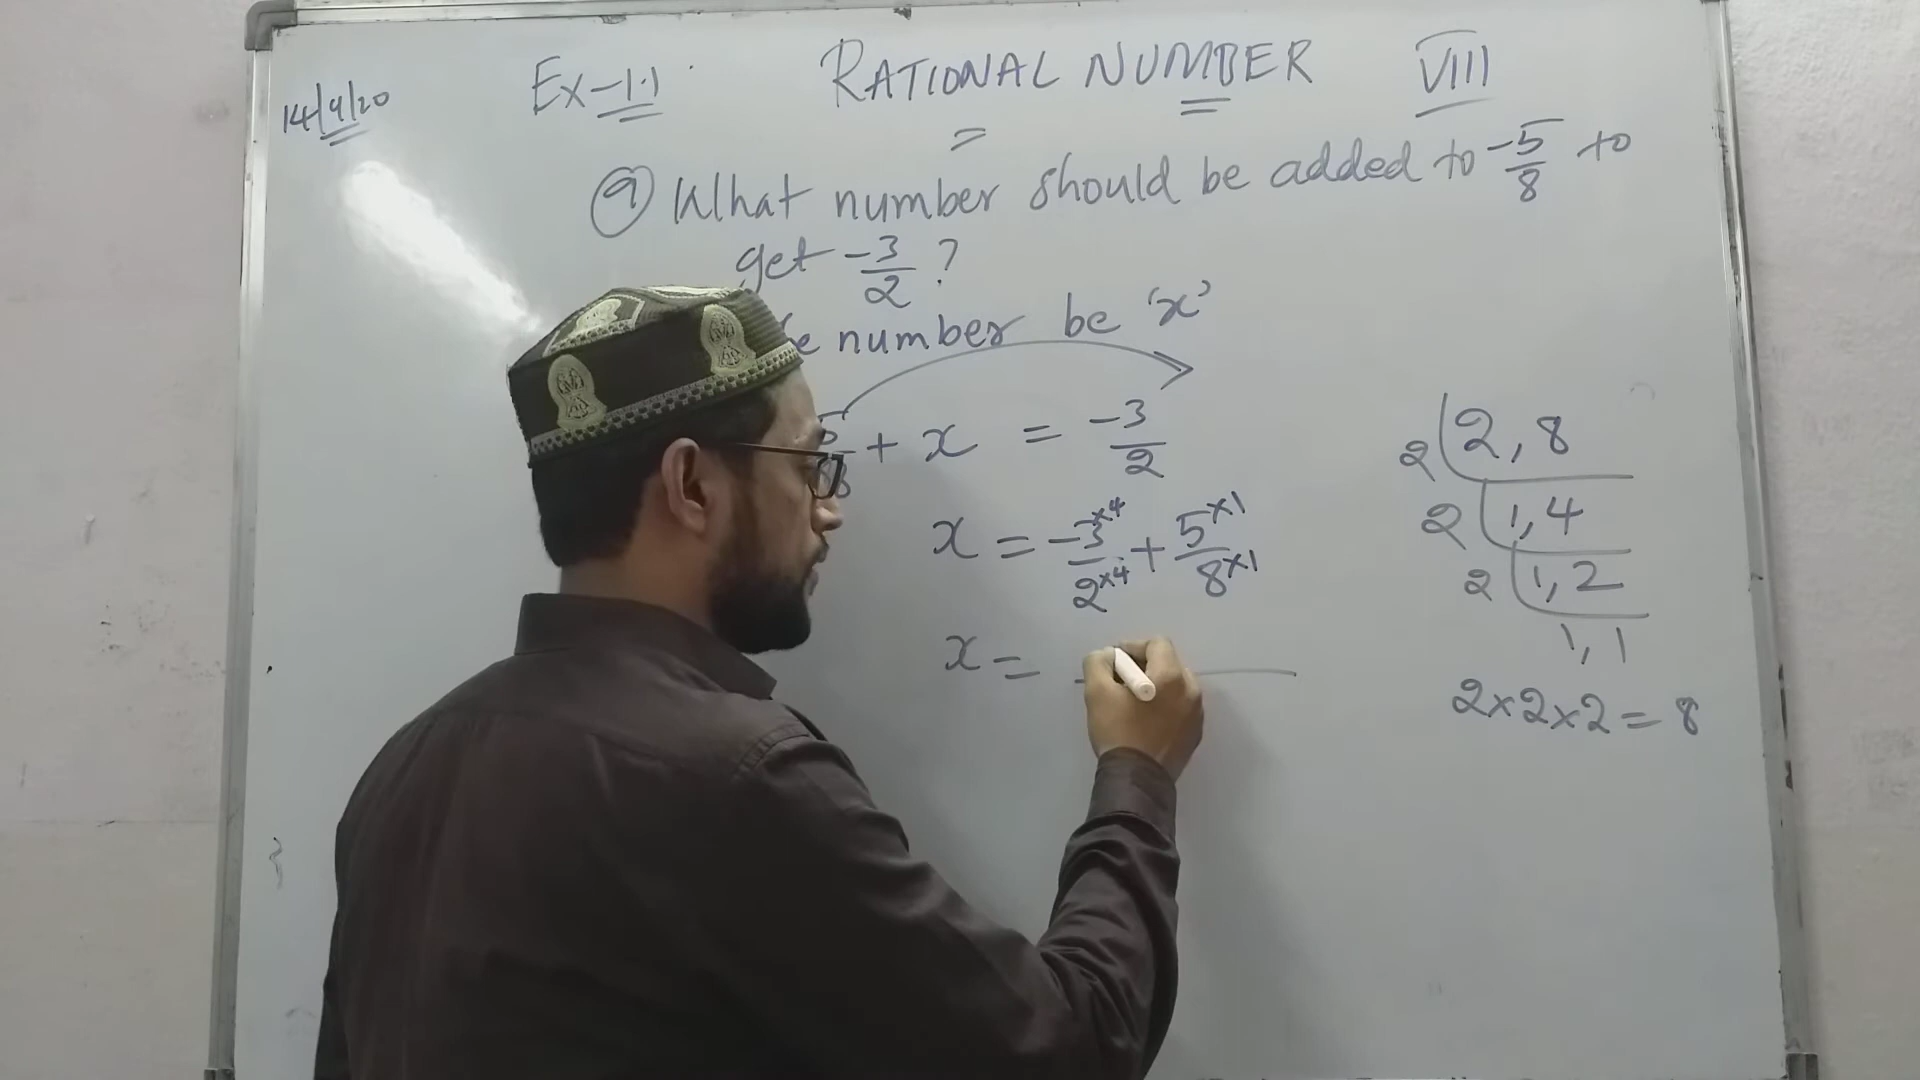 14/4/20 Ex-1.1 RATIONAL NUMBER VIII
9 What number should be added to -5/8 to
get -3/2 ?
number be 'x'
+ x = -3/2
x = -3×4/2×4 + 5×1/8×1
x =
2 | 2, 8
2 | 1, 4
2 | 1, 2
1, 1
2×2×2 = 8